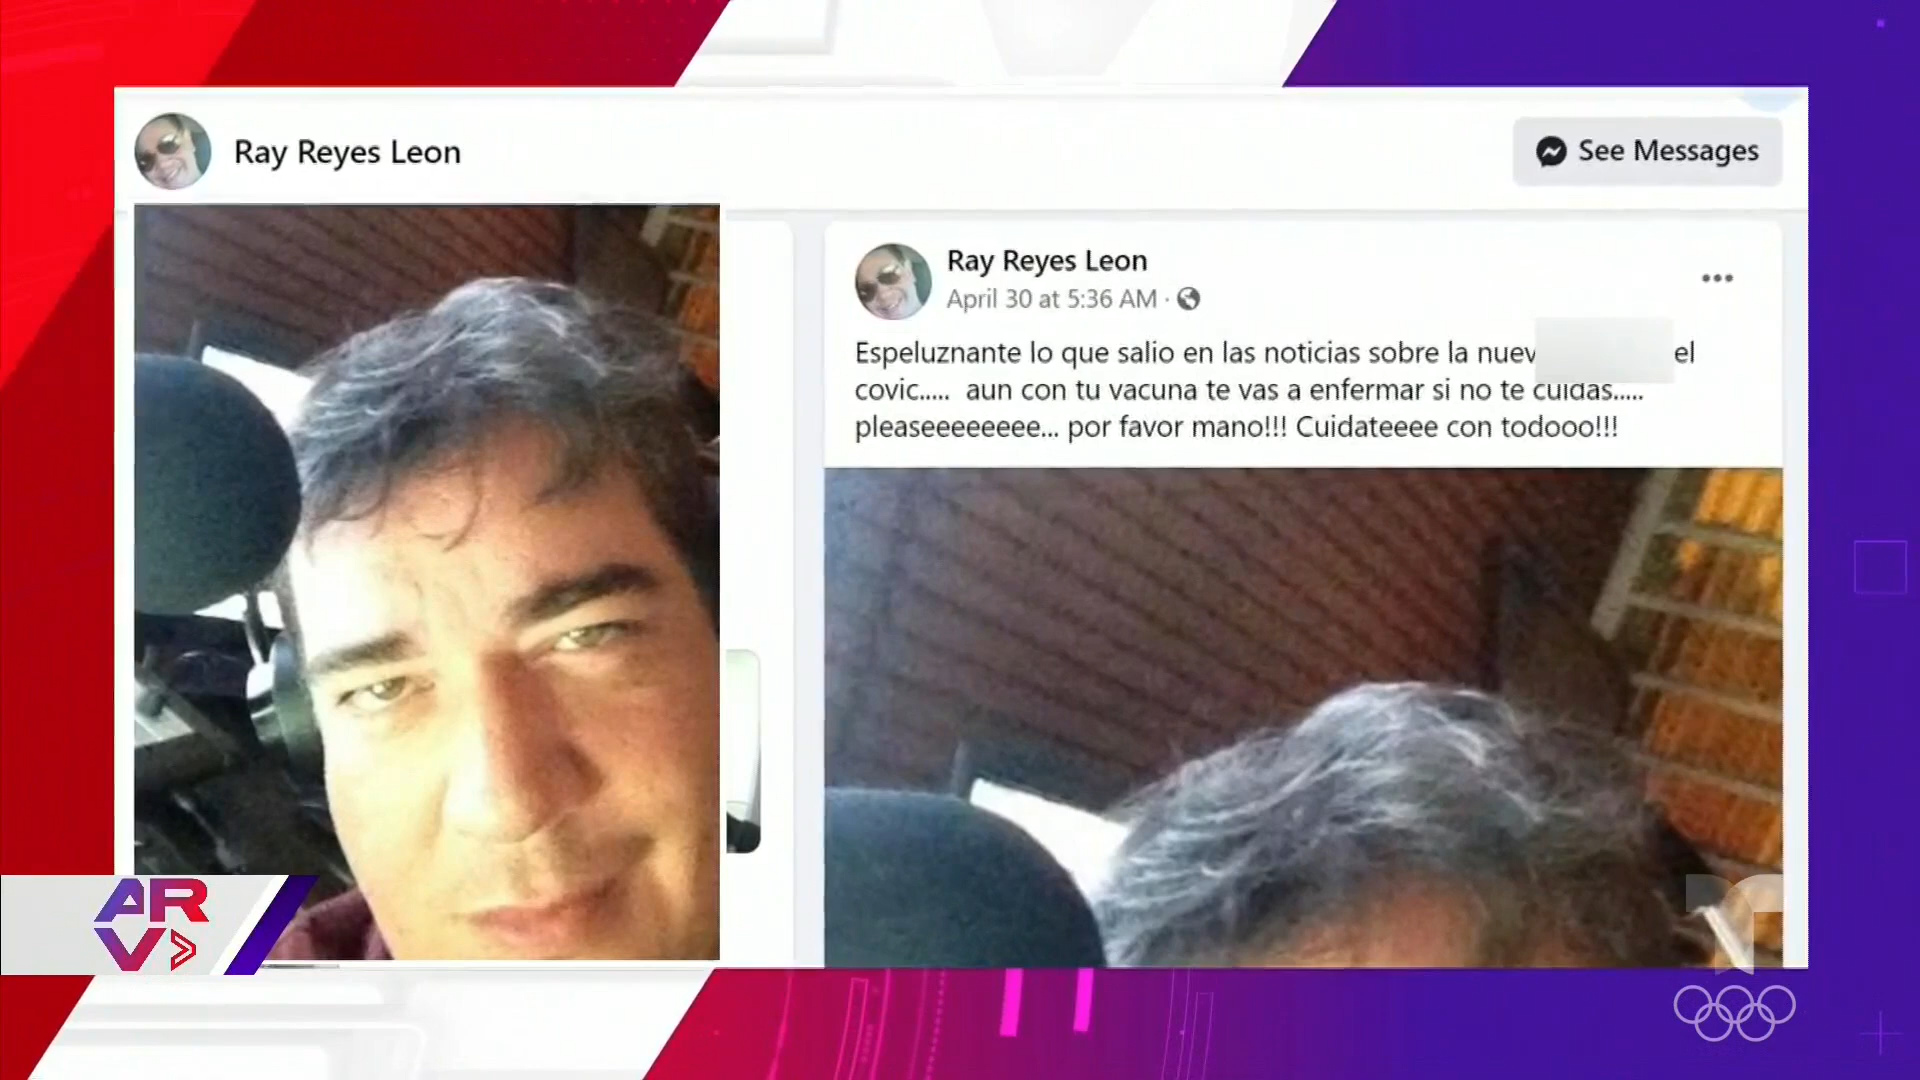 Ray Reyes Leon
See Messages
Ray Reyes Leon
April 30 at 5:36 AM
Espeluznante lo que salio en las noticias sobre la nuev el
covic..... aun con tu vacuna te vas a enfermar si no te cuidas.....
pleaseeeeeeee... por favor mano!!! Cuidateeee con todooo!!!
AR
V